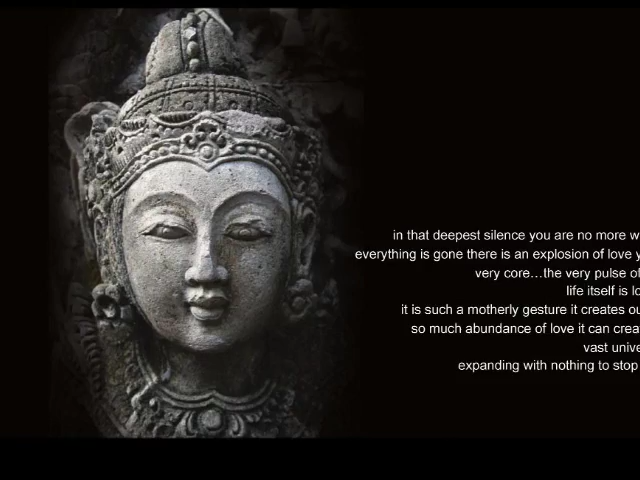 in that deepest silence you are no more
everything is gone there is an explosion of love
very core…the very pulse of
life itself is
it is such a motherly gesture it creates
so much abundance of love it can
vast
expanding with nothing to stop